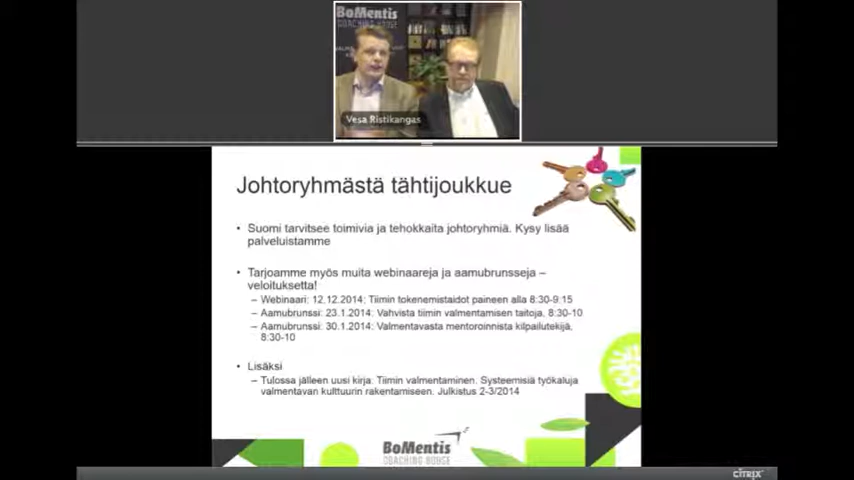 BoMentis
COACHING HOUSE
Vesa Ristikangas
Johtoryhmästä tähtijoukkue
• Suomi tarvitsee toimivia ja tehokkaita johtoryhmiä. Kysy lisää
palveluistamme
• Tarjoamme myös muita webinaareja ja aamubrunsseja –
veloituksetta!
– Webinaari: 12.12.2014: Tiimin tokenemistaidot paineen alla 8:30-9:15
– Aamubrunssi: 23.1.2014: Vahvista tiimin valmentamisen taitoja, 8:30-10
– Aamubrunssi: 30.1.2014: Valmentavasta mentoroinnista kilpailutekijä,
8:30-10
• Lisäksi
– Tulossa jälleen uusi kirja: Tiimin valmentaminen. Systeemisiä työkaluja
valmentavan kulttuurin rakentamiseen. Julkistus 2-3/2014
BoMentis
COACHING HOUSE
CITRIX